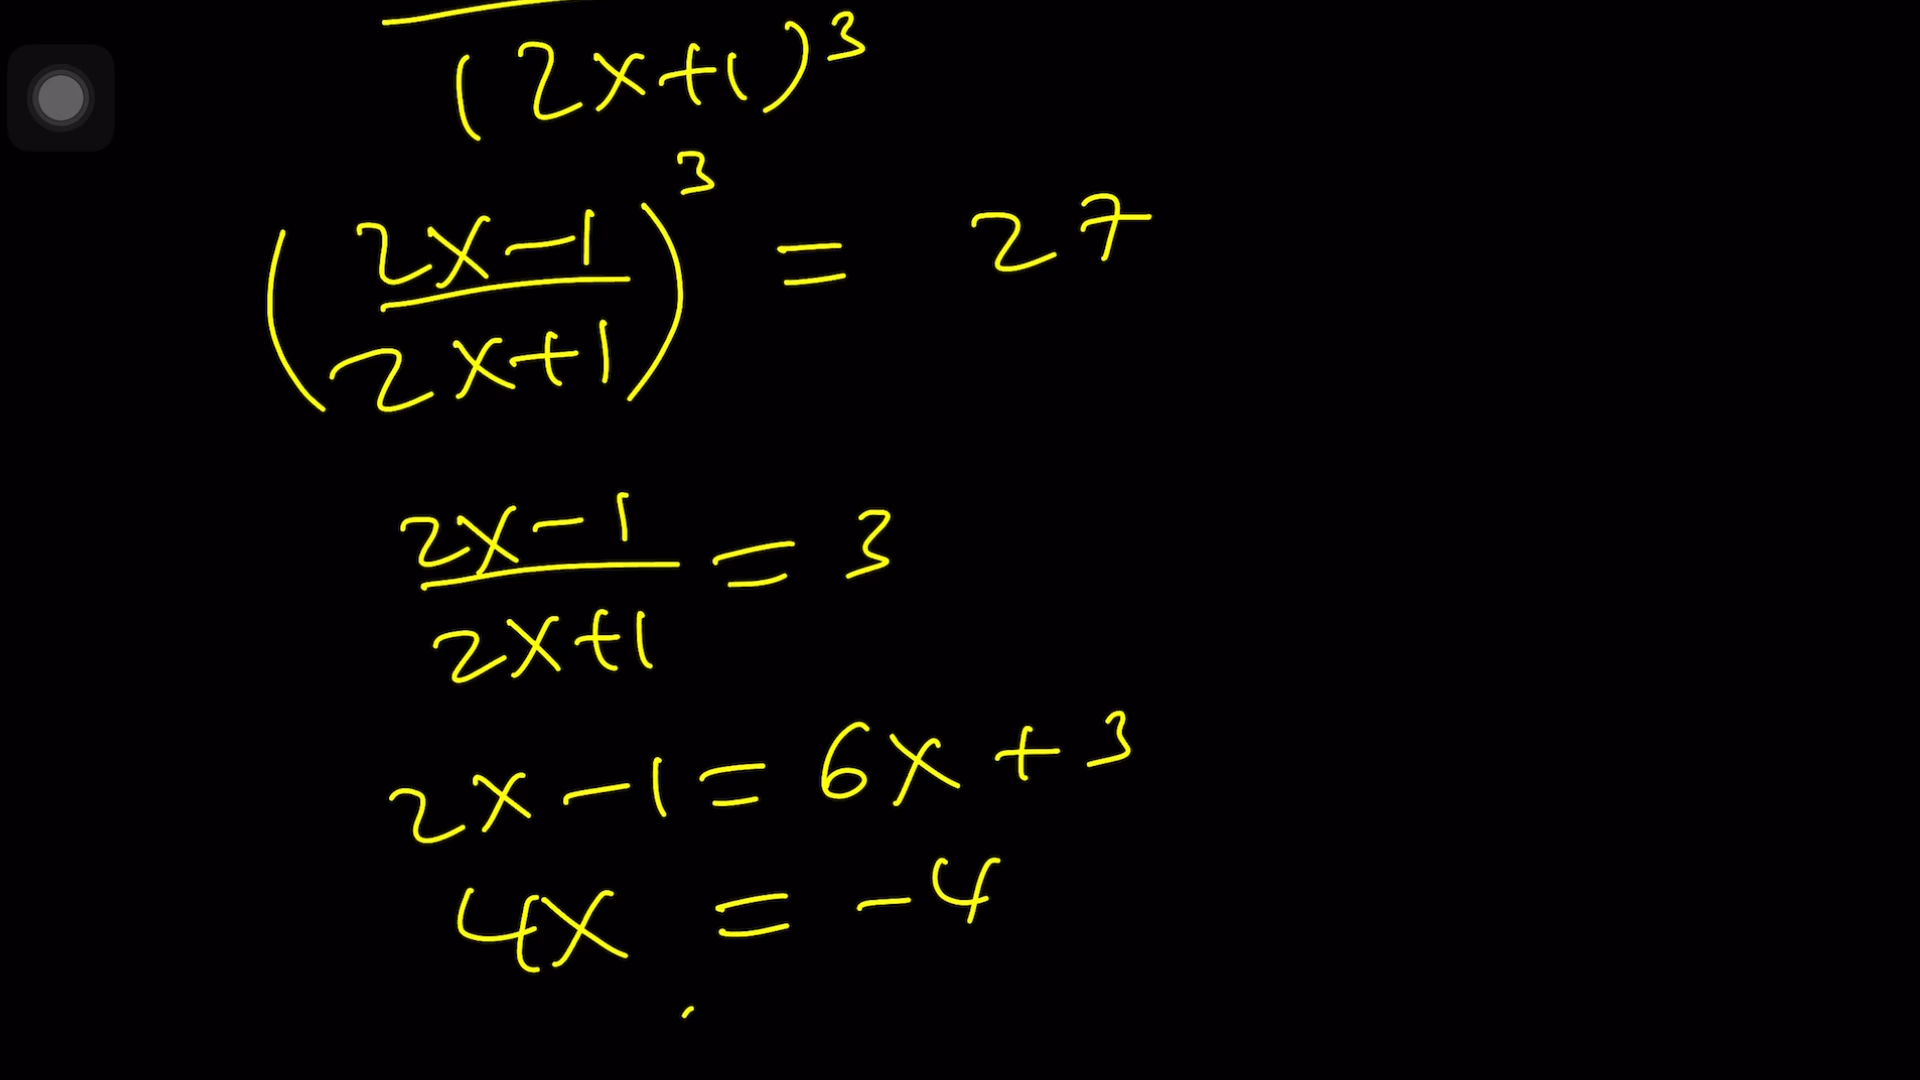 (2x+1)³
(2x-1/2x+1)³ = 27
2x-1/2x+1 = 3
2x-1 = 6x+3
4x = -4